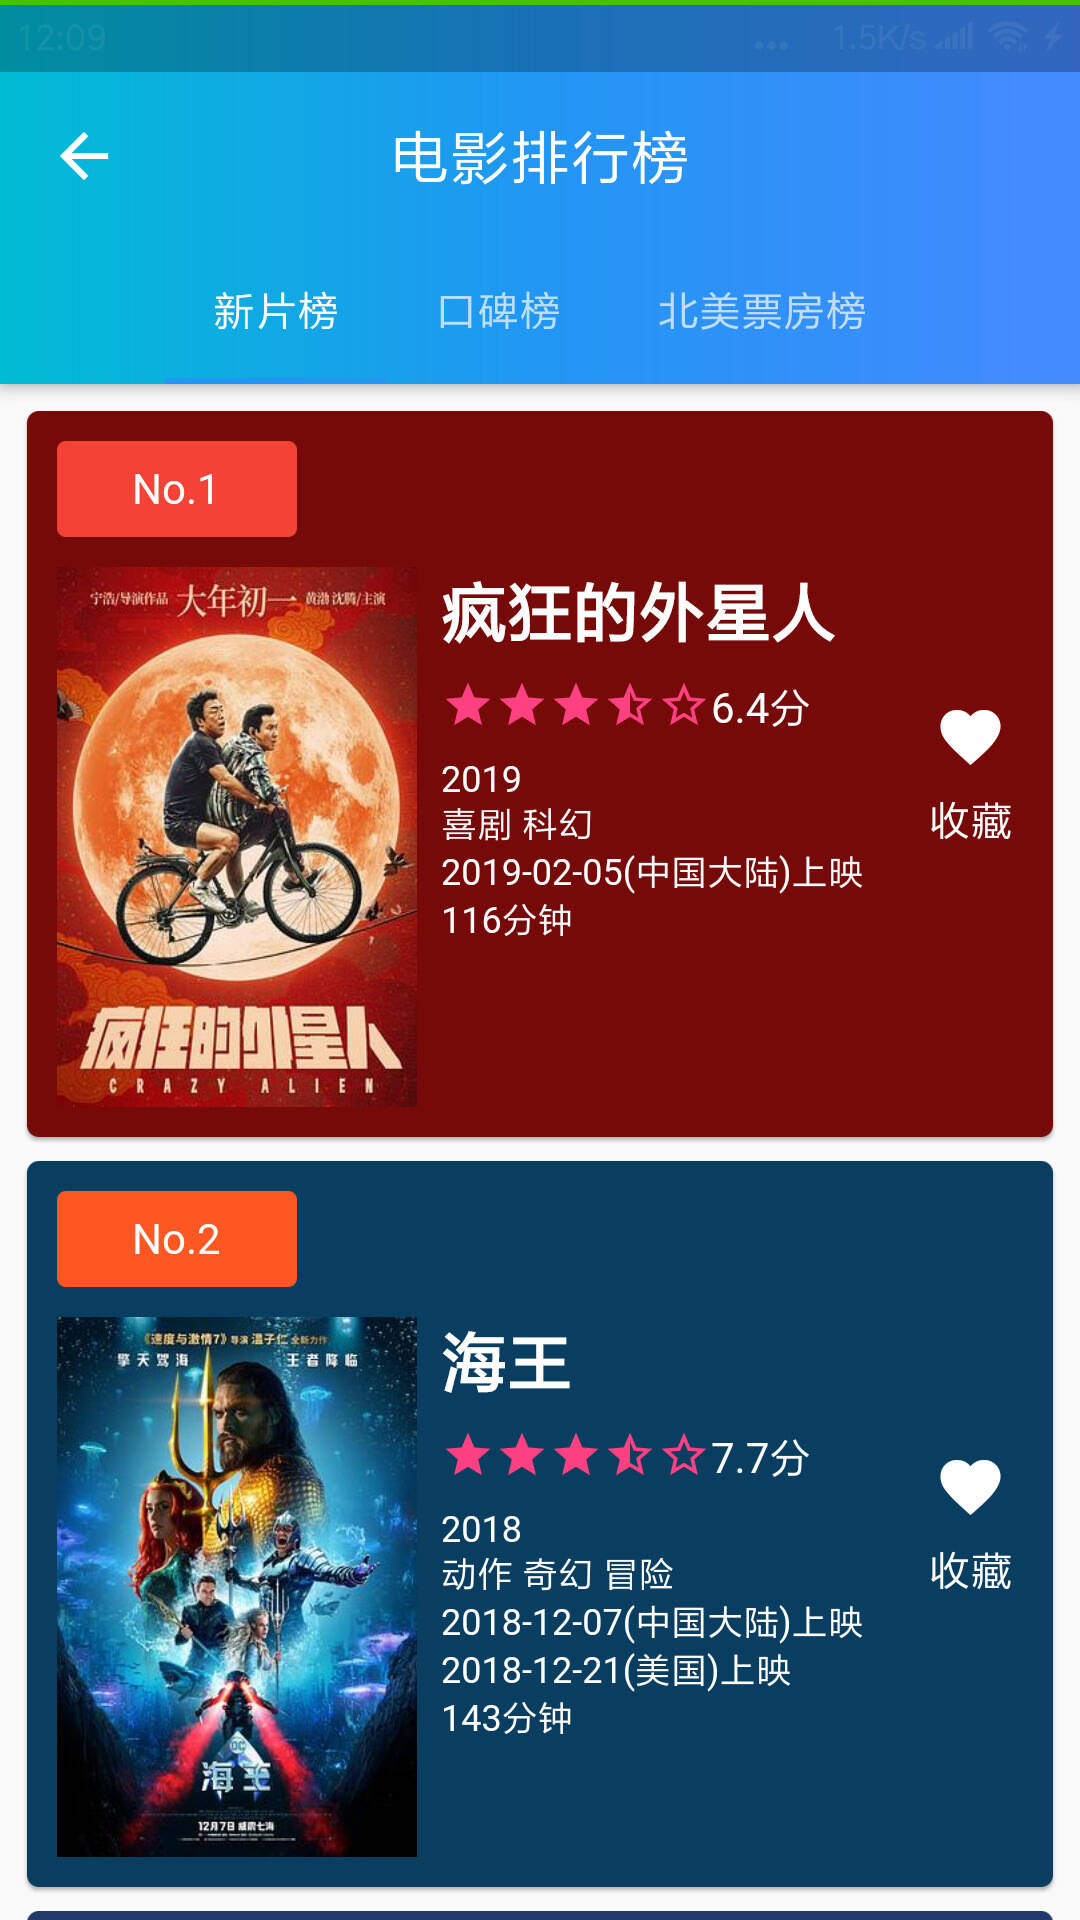 12:09
1.5K/s
电影排行榜
新片榜 口碑榜 北美票房榜
No.1
宁浩/导演作品 大年初一 黄渤 沈腾/主演
疯狂的外星人
CRAZY ALIEN
疯狂的外星人
6.4分
2019
喜剧 科幻
2019-02-05(中国大陆)上映
116分钟
收藏
No.2
《速度与激情7》导演 温子仁 全新力作
擎天驾海 王者降临
DC
海王
12月7日 威震七海
海王
7.7分
2018
动作 奇幻 冒险
2018-12-07(中国大陆)上映
2018-12-21(美国)上映
143分钟
收藏